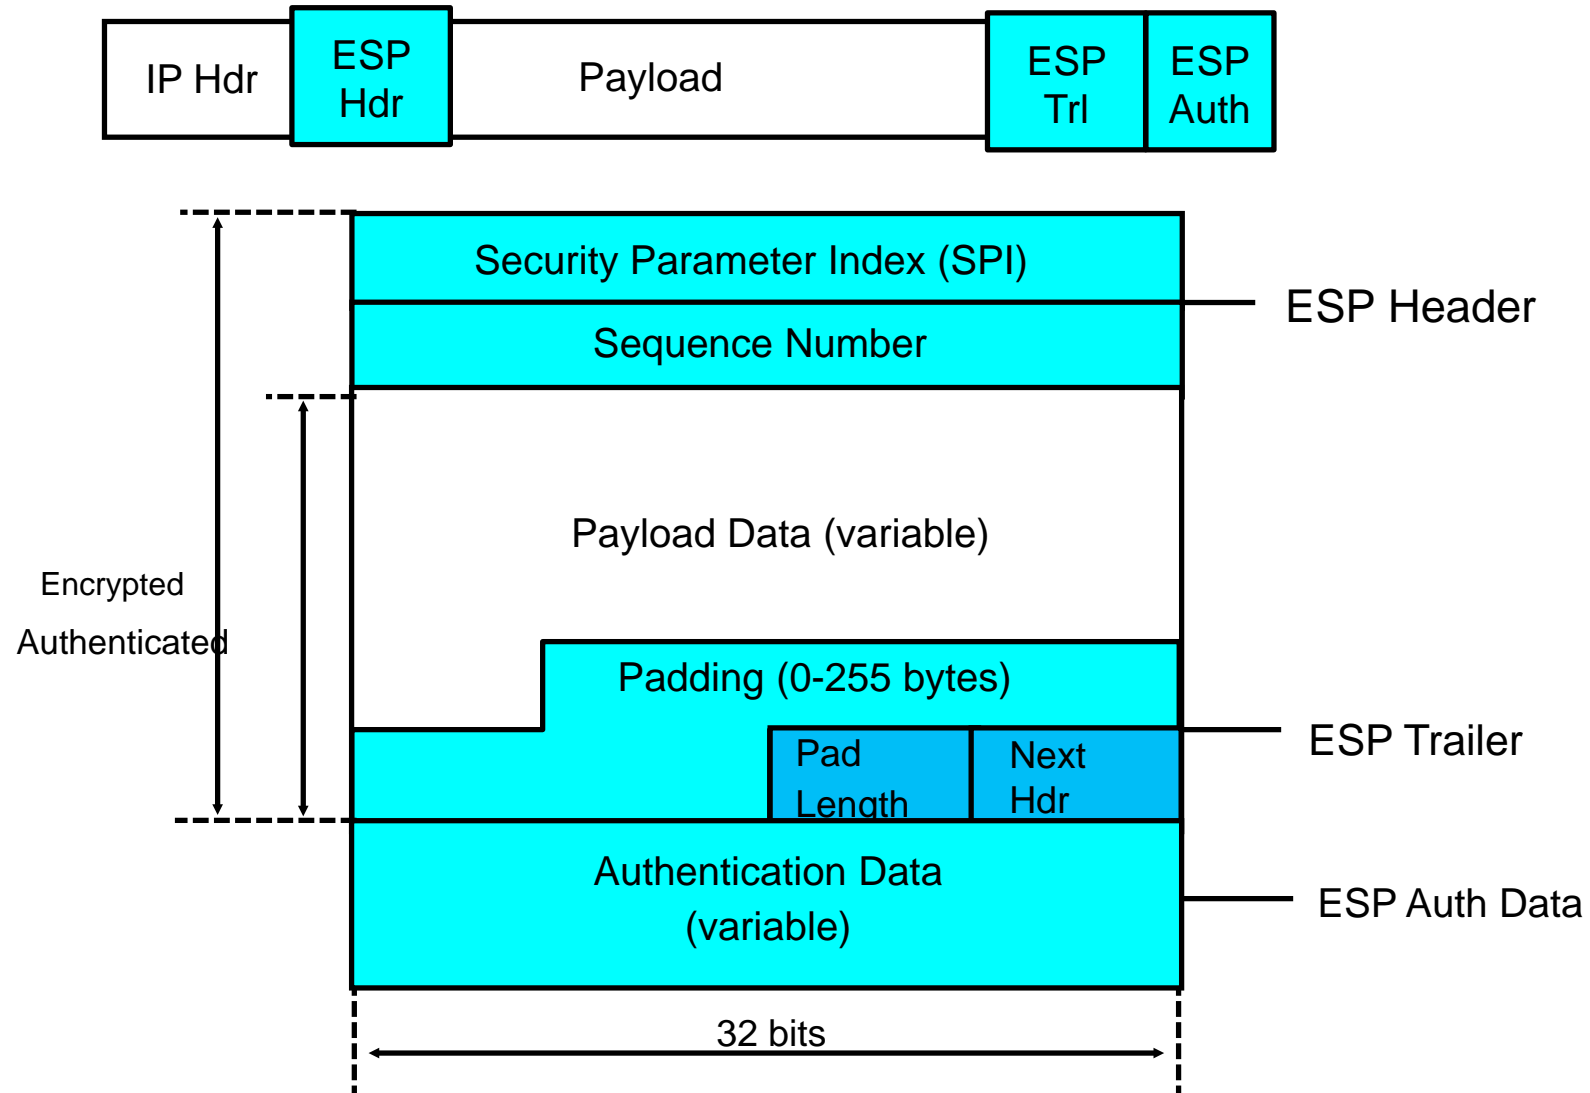 IP Hdr
ESP
Hdr
Payload
ESP
Trl
ESP
Auth
Security Parameter Index (SPI)
ESP Header
Sequence Number
Payload Data (variable)
Encrypted
Authenticated
Padding (0-255 bytes)
Pad
Length
Next
Hdr
ESP Trailer
Authentication Data
(variable)
ESP Auth Data
32 bits